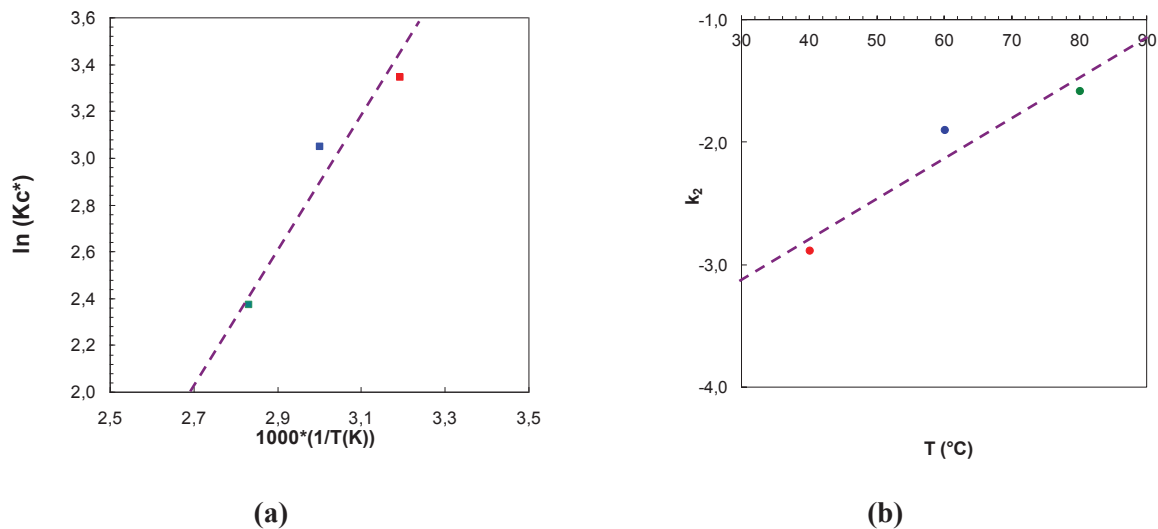 3,6
3,4
3,2
3,0
2,8
2,6
2,4
2,2
2,0
ln (Kc*)
2,5 2,7 2,9 3,1 3,3 3,5
1000*(1/T(K))
(a)
-1,0
30 40 50 60 70 80 90
-2,0
k₂
-3,0
-4,0
T (°C)
(b)